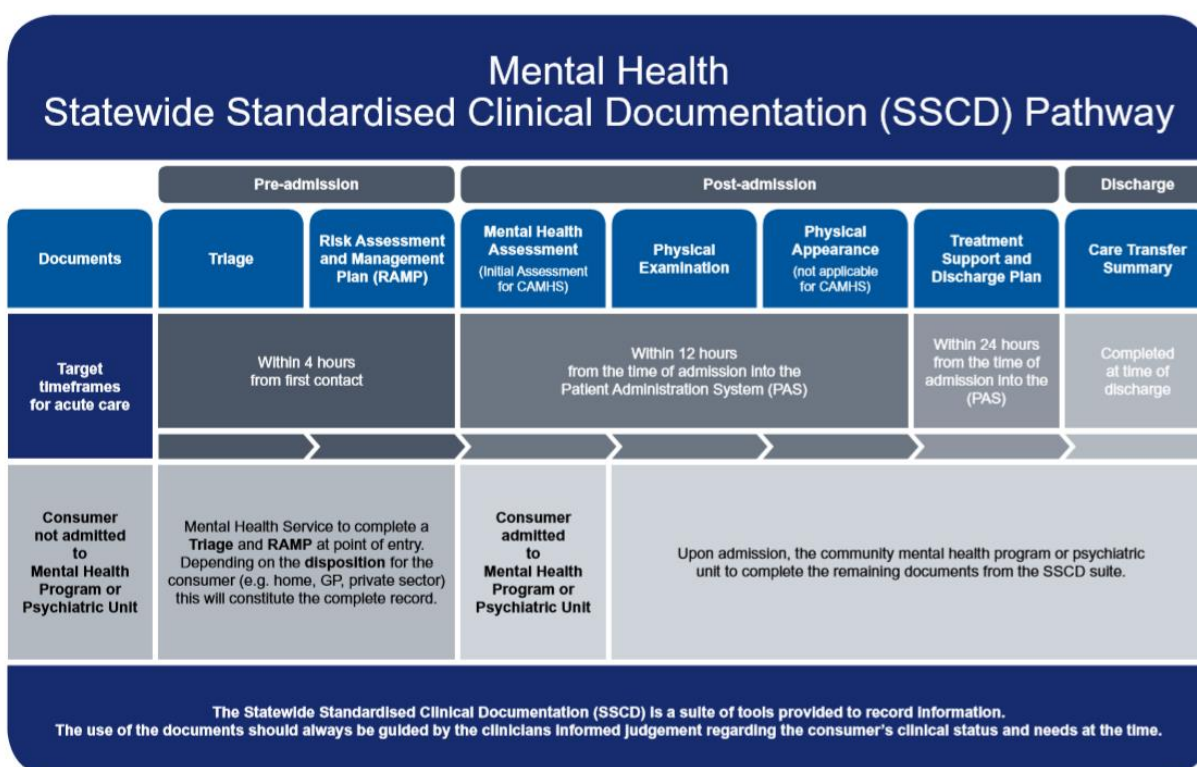 Mental Health
Statewide Standardised Clinical Documentation (SSCD) Pathway
Pre-admission
Post-admission
Discharge
Documents
Triage
Risk Assessment
and Management
Plan (RAMP)
Mental Health
Assessment
(Initial Assessment
for CAMHS)
Physical
Examination
Physical
Appearance
(not applicable
for CAMHS)
Treatment
Support and
Discharge Plan
Care Transfer
Summary
Target
timeframes
for acute care
Within 4 hours
from first contact
Within 12 hours
from the time of admission into the
Patient Administration System (PAS)
Within 24 hours
from the time of
admission into the
(PAS)
Completed
at time of
discharge
Consumer
not admitted
to
Mental Health
Program or
Psychiatric Unit
Mental Health Service to complete a
Triage and RAMP at point of entry.
Depending on the disposition for the
consumer (e.g. home, GP, private sector)
this will constitute the complete record.
Consumer
admitted
to
Mental Health
Program or
Psychiatric Unit
Upon admission, the community mental health program or psychiatric
unit to complete the remaining documents from the SSCD suite.
The Statewide Standardised Clinical Documentation (SSCD) is a suite of tools provided to record information.
The use of the documents should always be guided by the clinicians informed judgement regarding the consumer's clinical status and needs at the time.